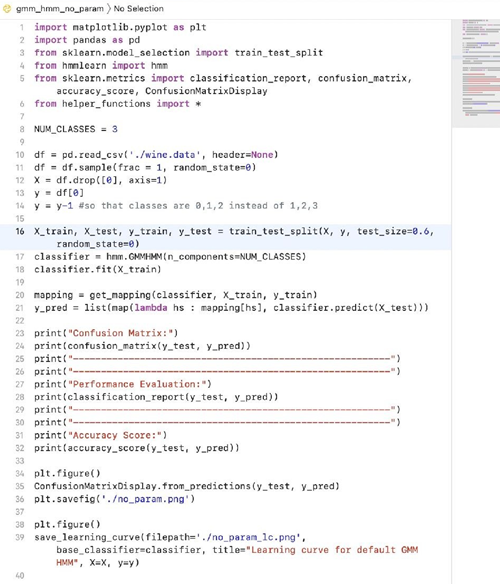 gmm_hmm_no_param > No Selection
1 import matplotlib.pyplot as plt
2 import pandas as pd
3 from sklearn.model_selection import train_test_split
4 from hmmlearn import hmm
5 from sklearn.metrics import classification_report, confusion_matrix,
accuracy_score, ConfusionMatrixDisplay
6 from helper_functions import *
7
8 NUM_CLASSES = 3
9
10 df = pd.read_csv('./wine.data', header=None)
11 df = df.sample(frac = 1, random_state=0)
12 X = df.drop([0], axis=1)
13 y = df[0]
14 y = y-1 #so that classes are 0,1,2 instead of 1,2,3
15
16 X_train, X_test, y_train, y_test = train_test_split(X, y, test_size=0.6,
random_state=0)
17 classifier = hmm.GMMHMM(n_components=NUM_CLASSES)
18 classifier.fit(X_train)
19
20 mapping = get_mapping(classifier, X_train, y_train)
21 y_pred = list(map(lambda hs : mapping[hs], classifier.predict(X_test)))
22
23 print("Confusion Matrix:")
24 print(confusion_matrix(y_test, y_pred))
25 print("------------------------------------------------------")
26 print("------------------------------------------------------")
27 print("Performance Evaluation:")
28 print(classification_report(y_test, y_pred))
29 print("------------------------------------------------------")
30 print("------------------------------------------------------")
31 print("Accuracy Score:")
32 print(accuracy_score(y_test, y_pred))
33
34 plt.figure()
35 ConfusionMatrixDisplay.from_predictions(y_test, y_pred)
36 plt.savefig('./no_param.png')
37
38 plt.figure()
39 save_learning_curve(filepath='./no_param_lc.png',
base_classifier=classifier, title="Learning curve for default GMM
HMM", X=X, y=y)
40